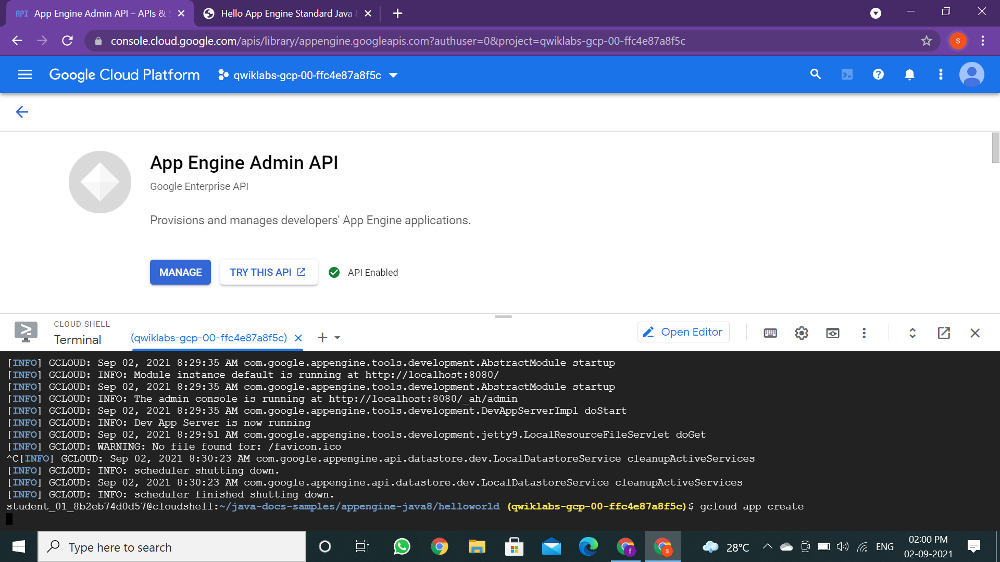 API App Engine Admin API – APIs & S
Hello App Engine Standard Java 8
console.cloud.google.com/apis/library/appengine.googleapis.com?authuser=0&project=qwiklabs-gcp-00-ffc4e87a8f5c
S
Google Cloud Platform
qwiklabs-gcp-00-ffc4e87a8f5c
App Engine Admin API
Google Enterprise API
Provisions and manages developers' App Engine applications.
MANAGE
TRY THIS API
API Enabled
CLOUD SHELL
Terminal
(qwiklabs-gcp-00-ffc4e87a8f5c)
Open Editor
[INFO] GCLOUD: Sep 02, 2021 8:29:35 AM com.google.appengine.tools.development.AbstractModule startup
[INFO] GCLOUD: INFO: Module instance default is running at http://localhost:8080/
[INFO] GCLOUD: Sep 02, 2021 8:29:35 AM com.google.appengine.tools.development.AbstractModule startup
[INFO] GCLOUD: INFO: The admin console is running at http://localhost:8080/_ah/admin
[INFO] GCLOUD: Sep 02, 2021 8:29:35 AM com.google.appengine.tools.development.DevAppServerImpl doStart
[INFO] GCLOUD: INFO: Dev App Server is now running
[INFO] GCLOUD: Sep 02, 2021 8:29:51 AM com.google.appengine.tools.development.jetty9.LocalResourceFileServlet doGet
[INFO] GCLOUD: WARNING: No file found for: /favicon.ico
^C[INFO] GCLOUD: Sep 02, 2021 8:30:23 AM com.google.appengine.api.datastore.dev.LocalDatastoreService cleanupActiveServices
[INFO] GCLOUD: INFO: scheduler shutting down.
[INFO] GCLOUD: Sep 02, 2021 8:30:23 AM com.google.appengine.api.datastore.dev.LocalDatastoreService cleanupActiveServices
[INFO] GCLOUD: INFO: scheduler finished shutting down.
student_01_8b2eb74d0d57@cloudshell:~/java-docs-samples/appengine-java8/helloworld (qwiklabs-gcp-00-ffc4e87a8f5c)$ gcloud app create
Type here to search
28°C
ENG
02:00 PM
02-09-2021